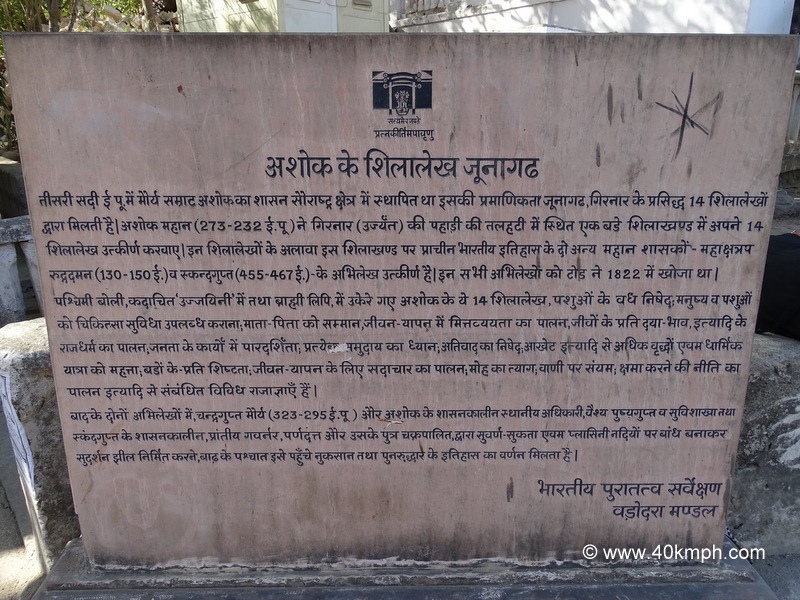 सत्यमेव जयते
प्रत्नकीर्तिमपावृणु
अशोक के शिलालेख जूनागढ
तीसरी सदी ई पू में मौर्य सम्राट अशोक का शासन सौराष्ट्र क्षेत्र में स्थापित था इसकी प्रमाणिकता जूनागढ, गिरनार के प्रसिद्ध 14 शिलालेखों
द्वारा मिलती है। अशोक महान (273-232 ई.पू.) ने गिरनार (उर्ज्यंत) की पहाड़ी की तलहटी में स्थित एक बडे शिलाखण्ड में अपने 14
शिलालेख उत्कीर्ण करवाए। इन शिलालेखों के अलावा इस शिलाखण्ड पर प्राचीन भारतीय इतिहास के दो अन्य महान शासकों - महाक्षत्रप
रुद्रदमन (130-150 ई.) व स्कन्दगुप्त (455-467 ई.) - के अभिलेख उत्कीर्ण है। इन सभी अभिलेखों को टोड ने 1822 में खोजा था।
पश्चिमी बोली, कदाचित 'उज्जयिनी' में तथा ब्राह्मी लिपि, में उकेरे गए अशोक के ये 14 शिलालेख, पशुओं के वध निषेद; मनुष्य व पशुओं
को चिकित्सा सुविधा उपलब्ध कराना; माता-पिता को सम्मान, जीवन-यापन में मित्तव्ययता का पालन, जीवों के प्रति दया-भाव, इत्यादि के
राजधर्म का पालन; जनता के कार्यों में पारदर्शिता; प्रत्येक समुदाय का ध्यान; अतिवाद का निषेद; आखेट इत्यादि से अधिक वृद्धों एवम धार्मिक
यात्रा को महत्ता; बडों के-प्रति शिष्टता; जीवन-यापन के लिए सदाचार का पालन; मोह का त्याग; वाणी पर संयम; क्षमा करने की नीति का
पालन इत्यादि से संबंधित विविध राजाज्ञाएँ हैं।
बाद के दोनों अभिलेखों में, चन्द्रगुप्त मौर्य (323-295 ई.पू.) और अशोक के शासनकालीन स्थानीय अधिकारी, वैश्य पुष्यगुप्त व सुविशाखा तथा
स्कंदगुप्त के शासनकालीन, प्रांतीय गवर्नर, पर्णदत्त और उसके पुत्र चक्रपालित, द्वारा सुवर्ण-सुकता एवम प्लासिनी नदियों पर बांध बनाकर
सुदर्शन झील निर्मित करने, बाढ के पश्चात इसे पहुँचे नुकसान तथा पुनरुद्धार के इतिहास का वर्णन मिलता है।
भारतीय पुरातत्व सर्वेक्षण
वडोदरा मण्डल
© www.40kmph.com